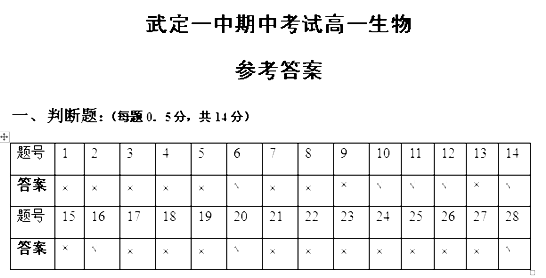 武定一中期中考试高一生物
参考答案
一、判断题：（每题0．5分，共14分）
题号 1 2 3 4 5 6 7 8 9 10 11 12 13 14
答案 × × × × × √ × × × √ √ √ × √
题号 15 16 17 18 19 20 21 22 23 24 25 26 27 28
答案 × √ × × × √ × × × × × × × ×